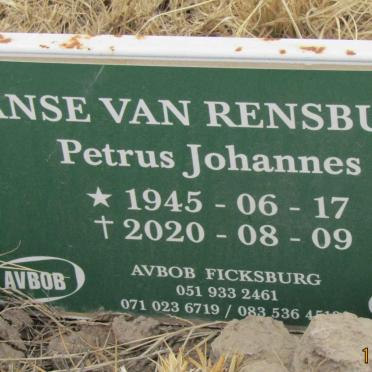 ANSE VAN RENSBU
Petrus Johannes
★ 1945 - 06 - 17
† 2020 - 08 - 09
AVBOB
AVBOB FICKSBURG
051 933 2461
071 023 6719 / 083 536